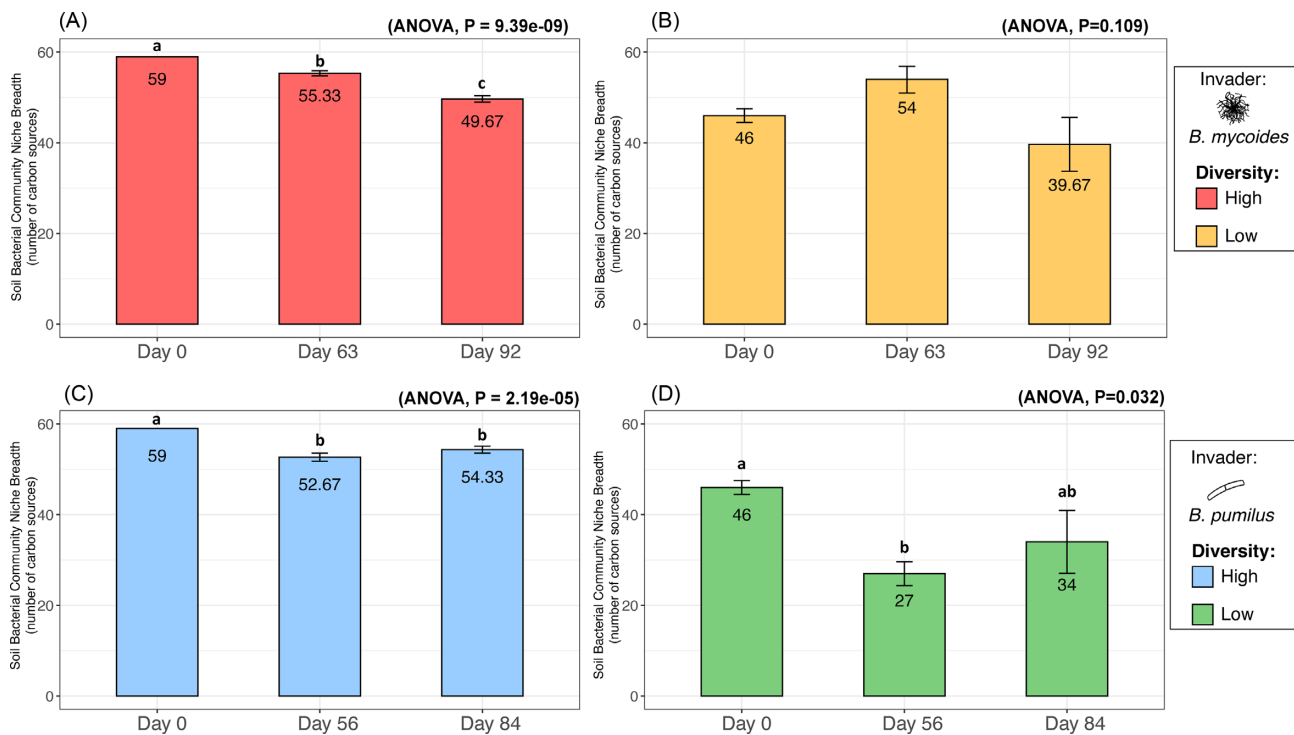 (A)
(ANOVA, P = 9.39e-09)
Soil Bacterial Community Niche Breadth
(number of carbon sources)
60
40
20
0
a
59
b
55.33
c
49.67
Day 0
Day 63
Day 92
(B)
(ANOVA, P=0.109)
Soil Bacterial Community Niche Breadth
(number of carbon sources)
60
40
20
0
46
54
39.67
Day 0
Day 63
Day 92
Invader:
B. mycoides
Diversity:
High
Low
(C)
(ANOVA, P = 2.19e-05)
Soil Bacterial Community Niche Breadth
(number of carbon sources)
60
40
20
0
a
59
b
52.67
b
54.33
Day 0
Day 56
Day 84
(D)
(ANOVA, P=0.032)
Soil Bacterial Community Niche Breadth
(number of carbon sources)
60
40
20
0
a
46
b
27
ab
34
Day 0
Day 56
Day 84
Invader:
B. pumilus
Diversity:
High
Low